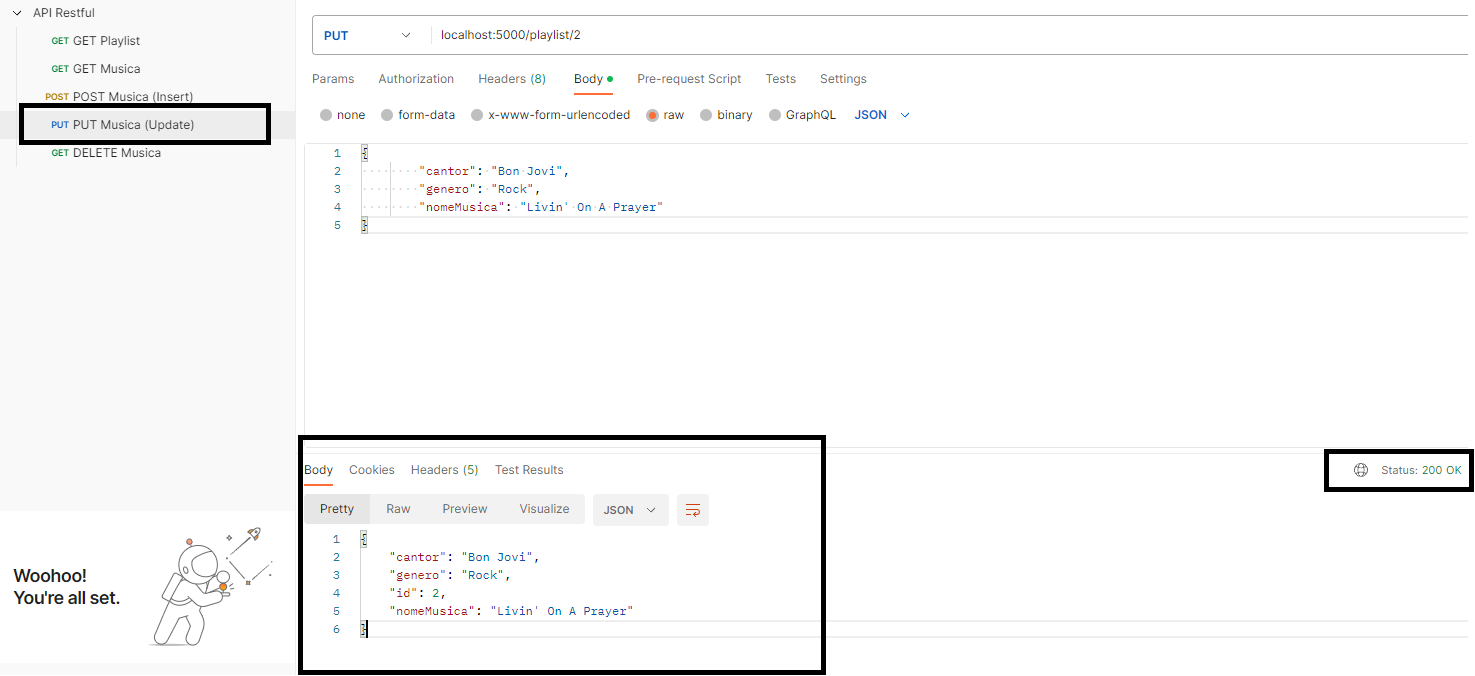 API Restful
GET GET Playlist
GET GET Musica
POST POST Musica (Insert)
PUT PUT Musica (Update)
GET DELETE Musica
Woohoo!
You're all set.
PUT localhost:5000/playlist/2
Params Authorization Headers (8) Body Pre-request Script Tests Settings
none form-data x-www-form-urlencoded raw binary GraphQL JSON
1 {
2 "cantor": "Bon Jovi",
3 "genero": "Rock",
4 "nomeMusica": "Livin' On A Prayer"
5 }
Body Cookies Headers (5) Test Results Status: 200 OK
Pretty Raw Preview Visualize JSON
1 {
2 "cantor": "Bon Jovi",
3 "genero": "Rock",
4 "id": 2,
5 "nomeMusica": "Livin' On A Prayer"
6 }